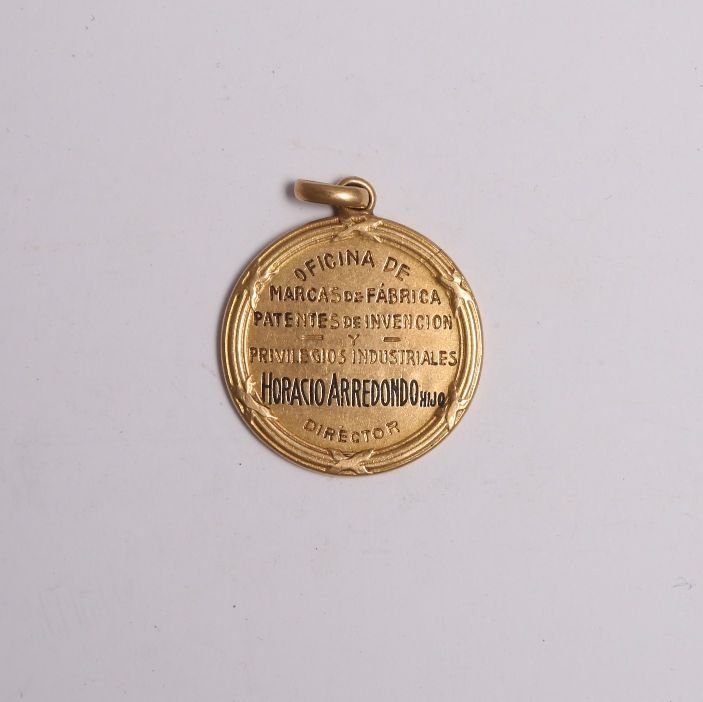 OFICINA DE
MARCAS DE FÁBRICA
PATENTES DE INVENCION
— Y —
PRIVILEGIOS INDUSTRIALES
HORACIO ARREDONDO HIJO
DIRECTOR